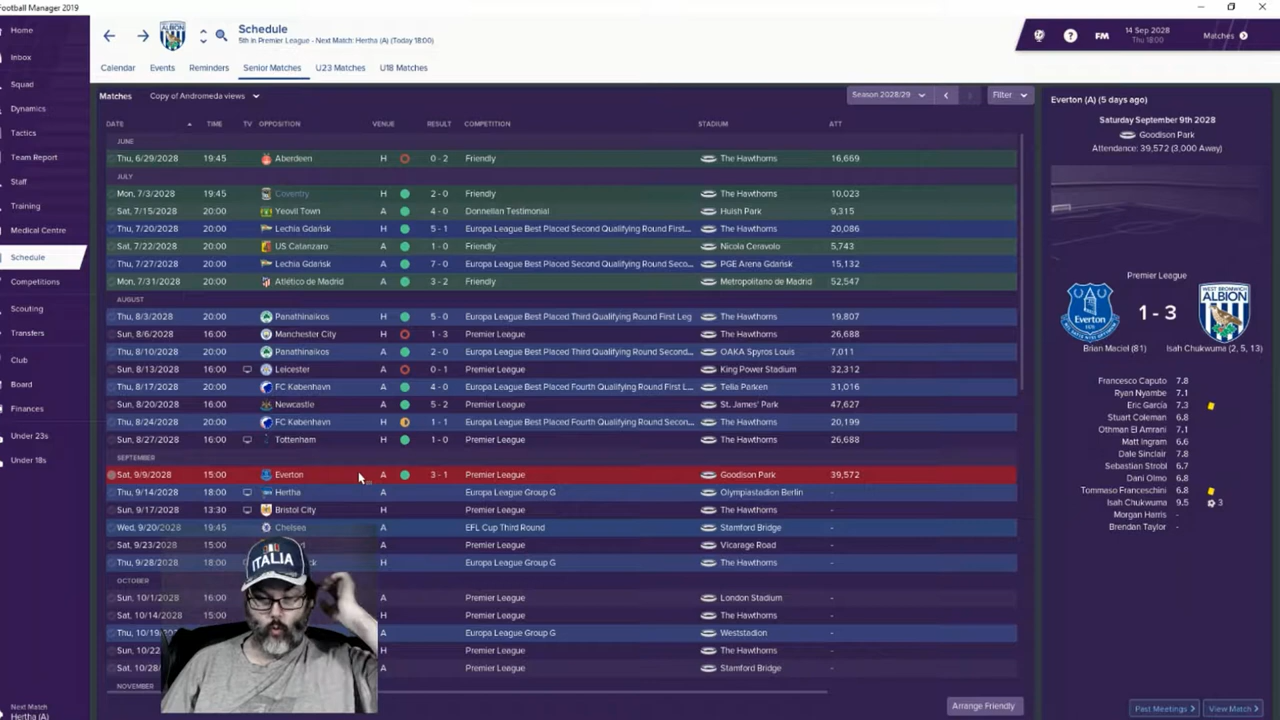 Football Manager 2019
Home
Inbox
Squad
Dynamics
Tactics
Team Report
Staff
Training
Medical Centre
Schedule
Competitions
Scouting
Transfers
Club
Board
Finances
Under 23s
Under 18s
Next Match
Hertha (A)
ALBION
Schedule
5th in Premier League - Next Match: Hertha (A) (Today 18:00)
FM
14 Sep 2028
Thu 18:00
Matches
Calendar Events Reminders Senior Matches U23 Matches U18 Matches
Matches Copy of Andromeda views Season 2028/29 Filter
DATE TIME TV OPPOSITION VENUE RESULT COMPETITION STADIUM ATT
JUNE
Thu, 6/29/2028 19:45 Aberdeen H 0 - 2 Friendly The Hawthorns 16,669
JULY
Mon, 7/3/2028 19:45 Coventry H 2 - 0 Friendly The Hawthorns 10,023
Sat, 7/15/2028 20:00 Yeovil Town A 4 - 0 Donnellan Testimonial Huish Park 9,315
Thu, 7/20/2028 20:00 Lechia Gdańsk H 5 - 1 Europa League Best Placed Second Qualifying Round First... The Hawthorns 20,086
Sat, 7/22/2028 20:00 US Catanzaro A 1 - 0 Friendly Nicola Ceravolo 5,743
Thu, 7/27/2028 20:00 Lechia Gdańsk A 7 - 0 Europa League Best Placed Second Qualifying Round Seco... PGE Arena Gdańsk 15,132
Mon, 7/31/2028 20:00 Atlético de Madrid A 3 - 2 Friendly Metropolitano de Madrid 52,547
AUGUST
Thu, 8/3/2028 20:00 Panathinaikos H 5 - 0 Europa League Best Placed Third Qualifying Round First Leg The Hawthorns 19,807
Sun, 8/6/2028 16:00 Manchester City H 1 - 3 Premier League The Hawthorns 26,688
Thu, 8/10/2028 20:00 Panathinaikos A 2 - 0 Europa League Best Placed Third Qualifying Round Second... OAKA Spyros Louis 7,011
Sun, 8/13/2028 16:00 Leicester A 0 - 1 Premier League King Power Stadium 32,312
Thu, 8/17/2028 20:00 FC København A 4 - 0 Europa League Best Placed Fourth Qualifying Round First L... Telia Parken 31,016
Sun, 8/20/2028 16:00 Newcastle A 5 - 2 Premier League St. James' Park 47,627
Thu, 8/24/2028 20:00 FC København H 1 - 1 Europa League Best Placed Fourth Qualifying Round Secon... The Hawthorns 20,199
Sun, 8/27/2028 16:00 Tottenham H 1 - 0 Premier League The Hawthorns 26,688
SEPTEMBER
Sat, 9/9/2028 15:00 Everton A 3 - 1 Premier League Goodison Park 39,572
Thu, 9/14/2028 18:00 Hertha A Europa League Group G Olympiastadion Berlin -
Sun, 9/17/2028 13:30 Bristol City H Premier League The Hawthorns -
Wed, 9/20/2028 19:45 Chelsea A EFL Cup Third Round Stamford Bridge -
Sat, 9/23/2028 15:00 A Premier League Vicarage Road -
Thu, 9/28/2028 18:00 H Europa League Group G The Hawthorns -
OCTOBER
Sun, 10/1/2028 16:00 A Premier League London Stadium -
Sat, 10/14/2028 15:00 H Premier League The Hawthorns -
Thu, 10/19/ A Europa League Group G Weststadion -
Sun, 10/22 H Premier League The Hawthorns -
Sat, 10/28/ A Premier League Stamford Bridge -
NOVEMBER
ITALIA
Arrange Friendly
Everton (A) (5 days ago)
Saturday September 9th 2028
Goodison Park
Attendance: 39,572 (3,000 Away)
Premier League
Everton 1 - 3 WEST BROMWICH ALBION
Brian Maciel (81) Isah Chukwuma (2, 5, 13)
Francesco Caputo 7.8
Ryan Nyambe 7.1
Eric García 7.3
Stuart Coleman 6.8
Othman El Amrani 7.1
Matt Ingram 6.6
Dale Sinclair 7.8
Sebastian Strobl 6.7
Dani Olmo 6.8
Tommaso Franceschini 6.8
Isah Chukwuma 9.5 3
Morgan Harris -
Brendan Taylor -
Past Meetings View Match